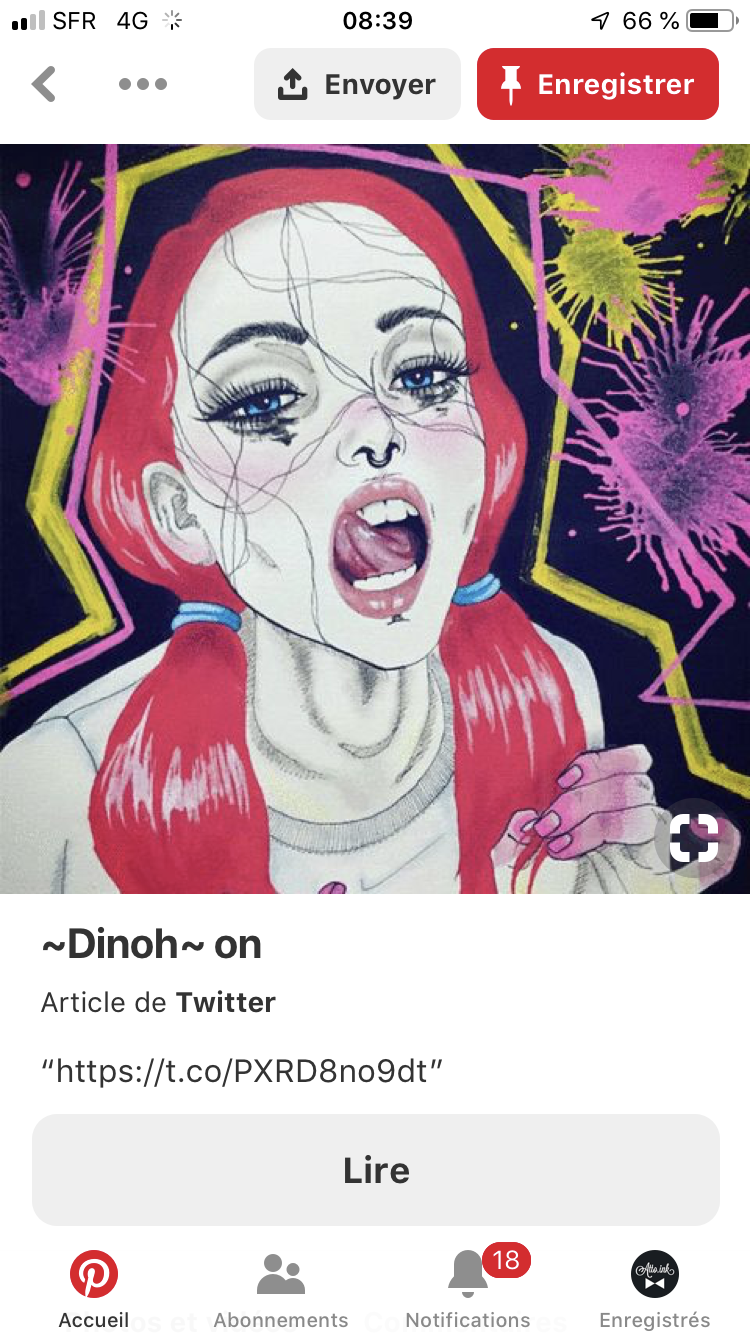 SFR 4G 08:39 66 %
Envoyer Enregistrer
~Dinoh~ on
Article de Twitter
“https://t.co/PXRD8no9dt”
Lire
18
Atto.ink
Accueil Abonnements Notifications Enregistrés